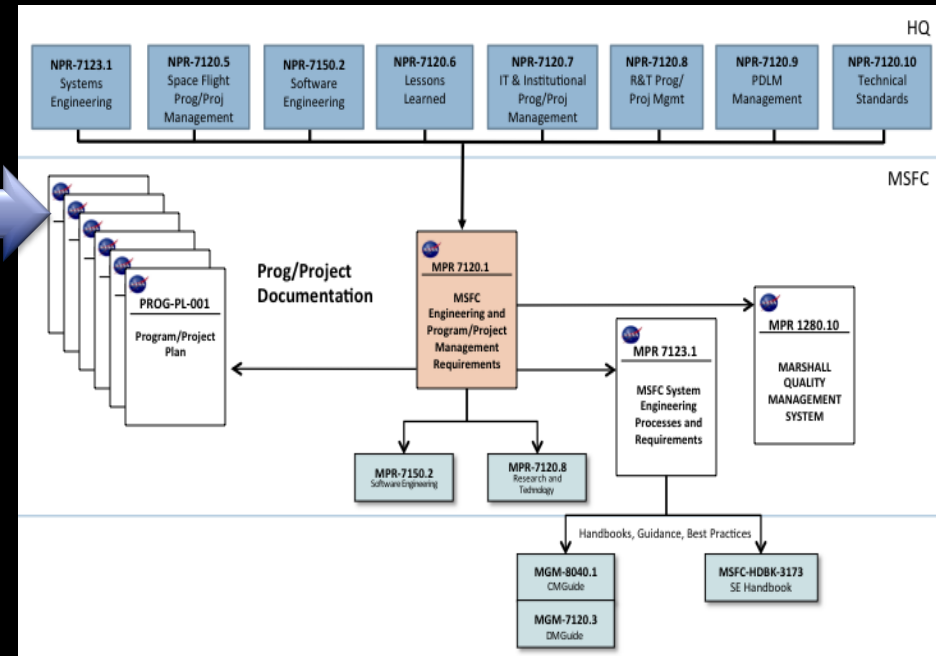 HQ
NPR-7123.1
Systems
Engineering
NPR-7120.5
Space Flight
Prog/Proj
Management
NPR-7150.2
Software
Engineering
NPR-7120.6
Lessons
Learned
NPR-7120.7
IT & Institutional
Prog/Proj
Management
NPR-7120.8
R&T Prog/
Proj Mgmt
NPR-7120.9
PDLM
Management
NPR-7120.10
Technical
Standards
MSFC
PROG-PL-001
Program/Project
Plan
Prog/Project
Documentation
MPR 7120.1
MSFC
Engineering and
Program/Project
Management
Requirements
MPR 7123.1
MSFC System
Engineering
Processes and
Requirements
MPR 1280.10
MARSHALL
QUALITY
MANAGEMENT
SYSTEM
MPR-7150.2
Software Engineering
MPR-7120.8
Research and
Technology
Handbooks, Guidance, Best Practices
MGM-8040.1
CM Guide
MGM-7120.3
DM Guide
MSFC-HDBK-3173
SE Handbook